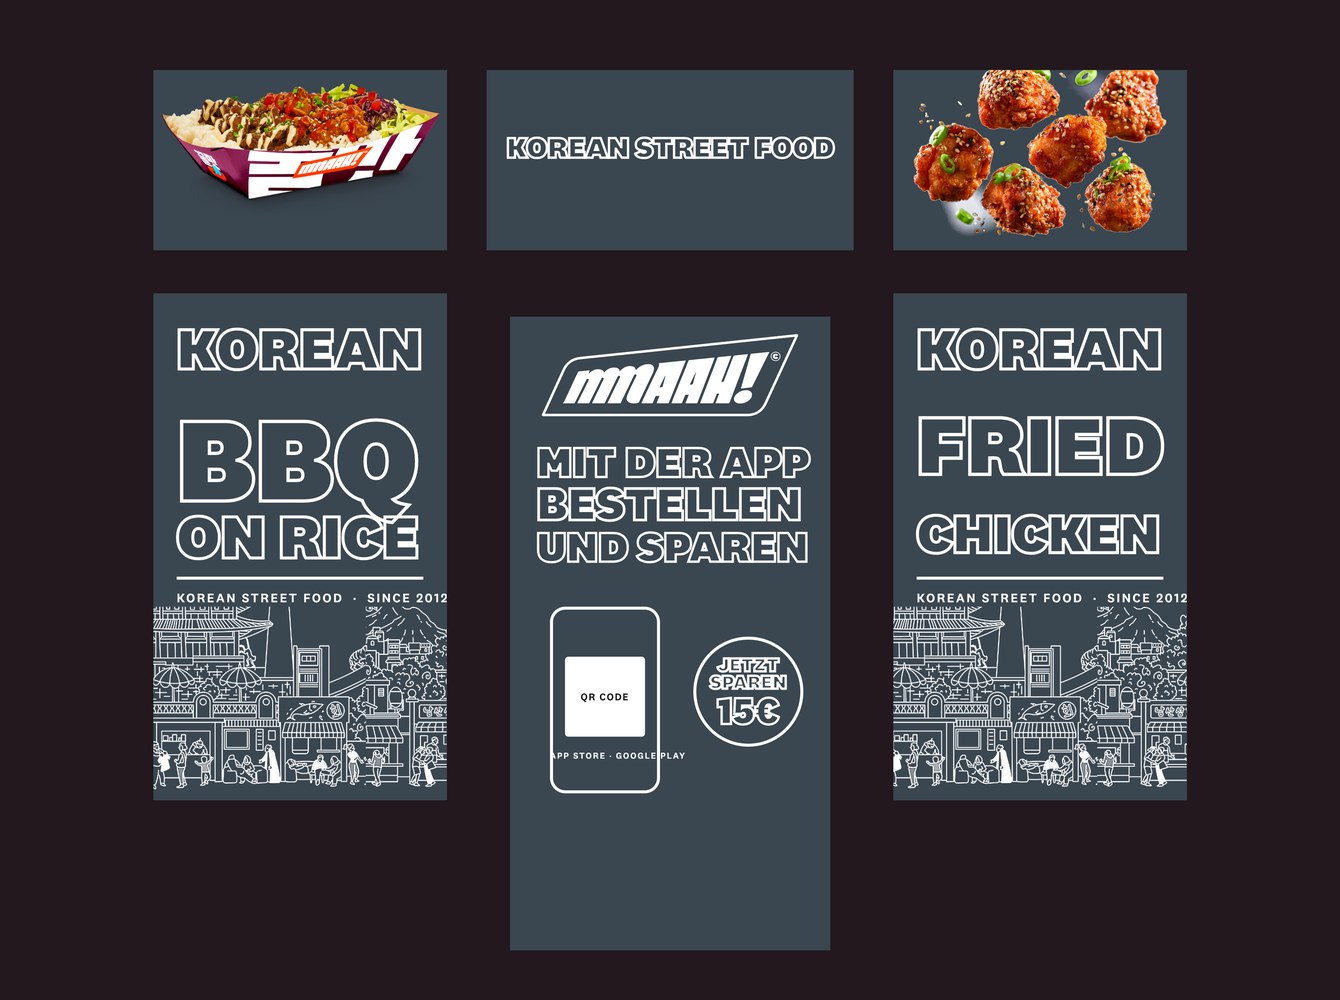 MMAAH!
KOREAN STREET FOOD
KOREAN
BBQ
ON RICE
KOREAN STREET FOOD · SINCE 2012
MMAAH!©
MIT DER APP
BESTELLEN
UND SPAREN
QR CODE
APP STORE · GOOGLE PLAY
JETZT
SPAREN
15€
KOREAN
FRIED
CHICKEN
KOREAN STREET FOOD · SINCE 2012